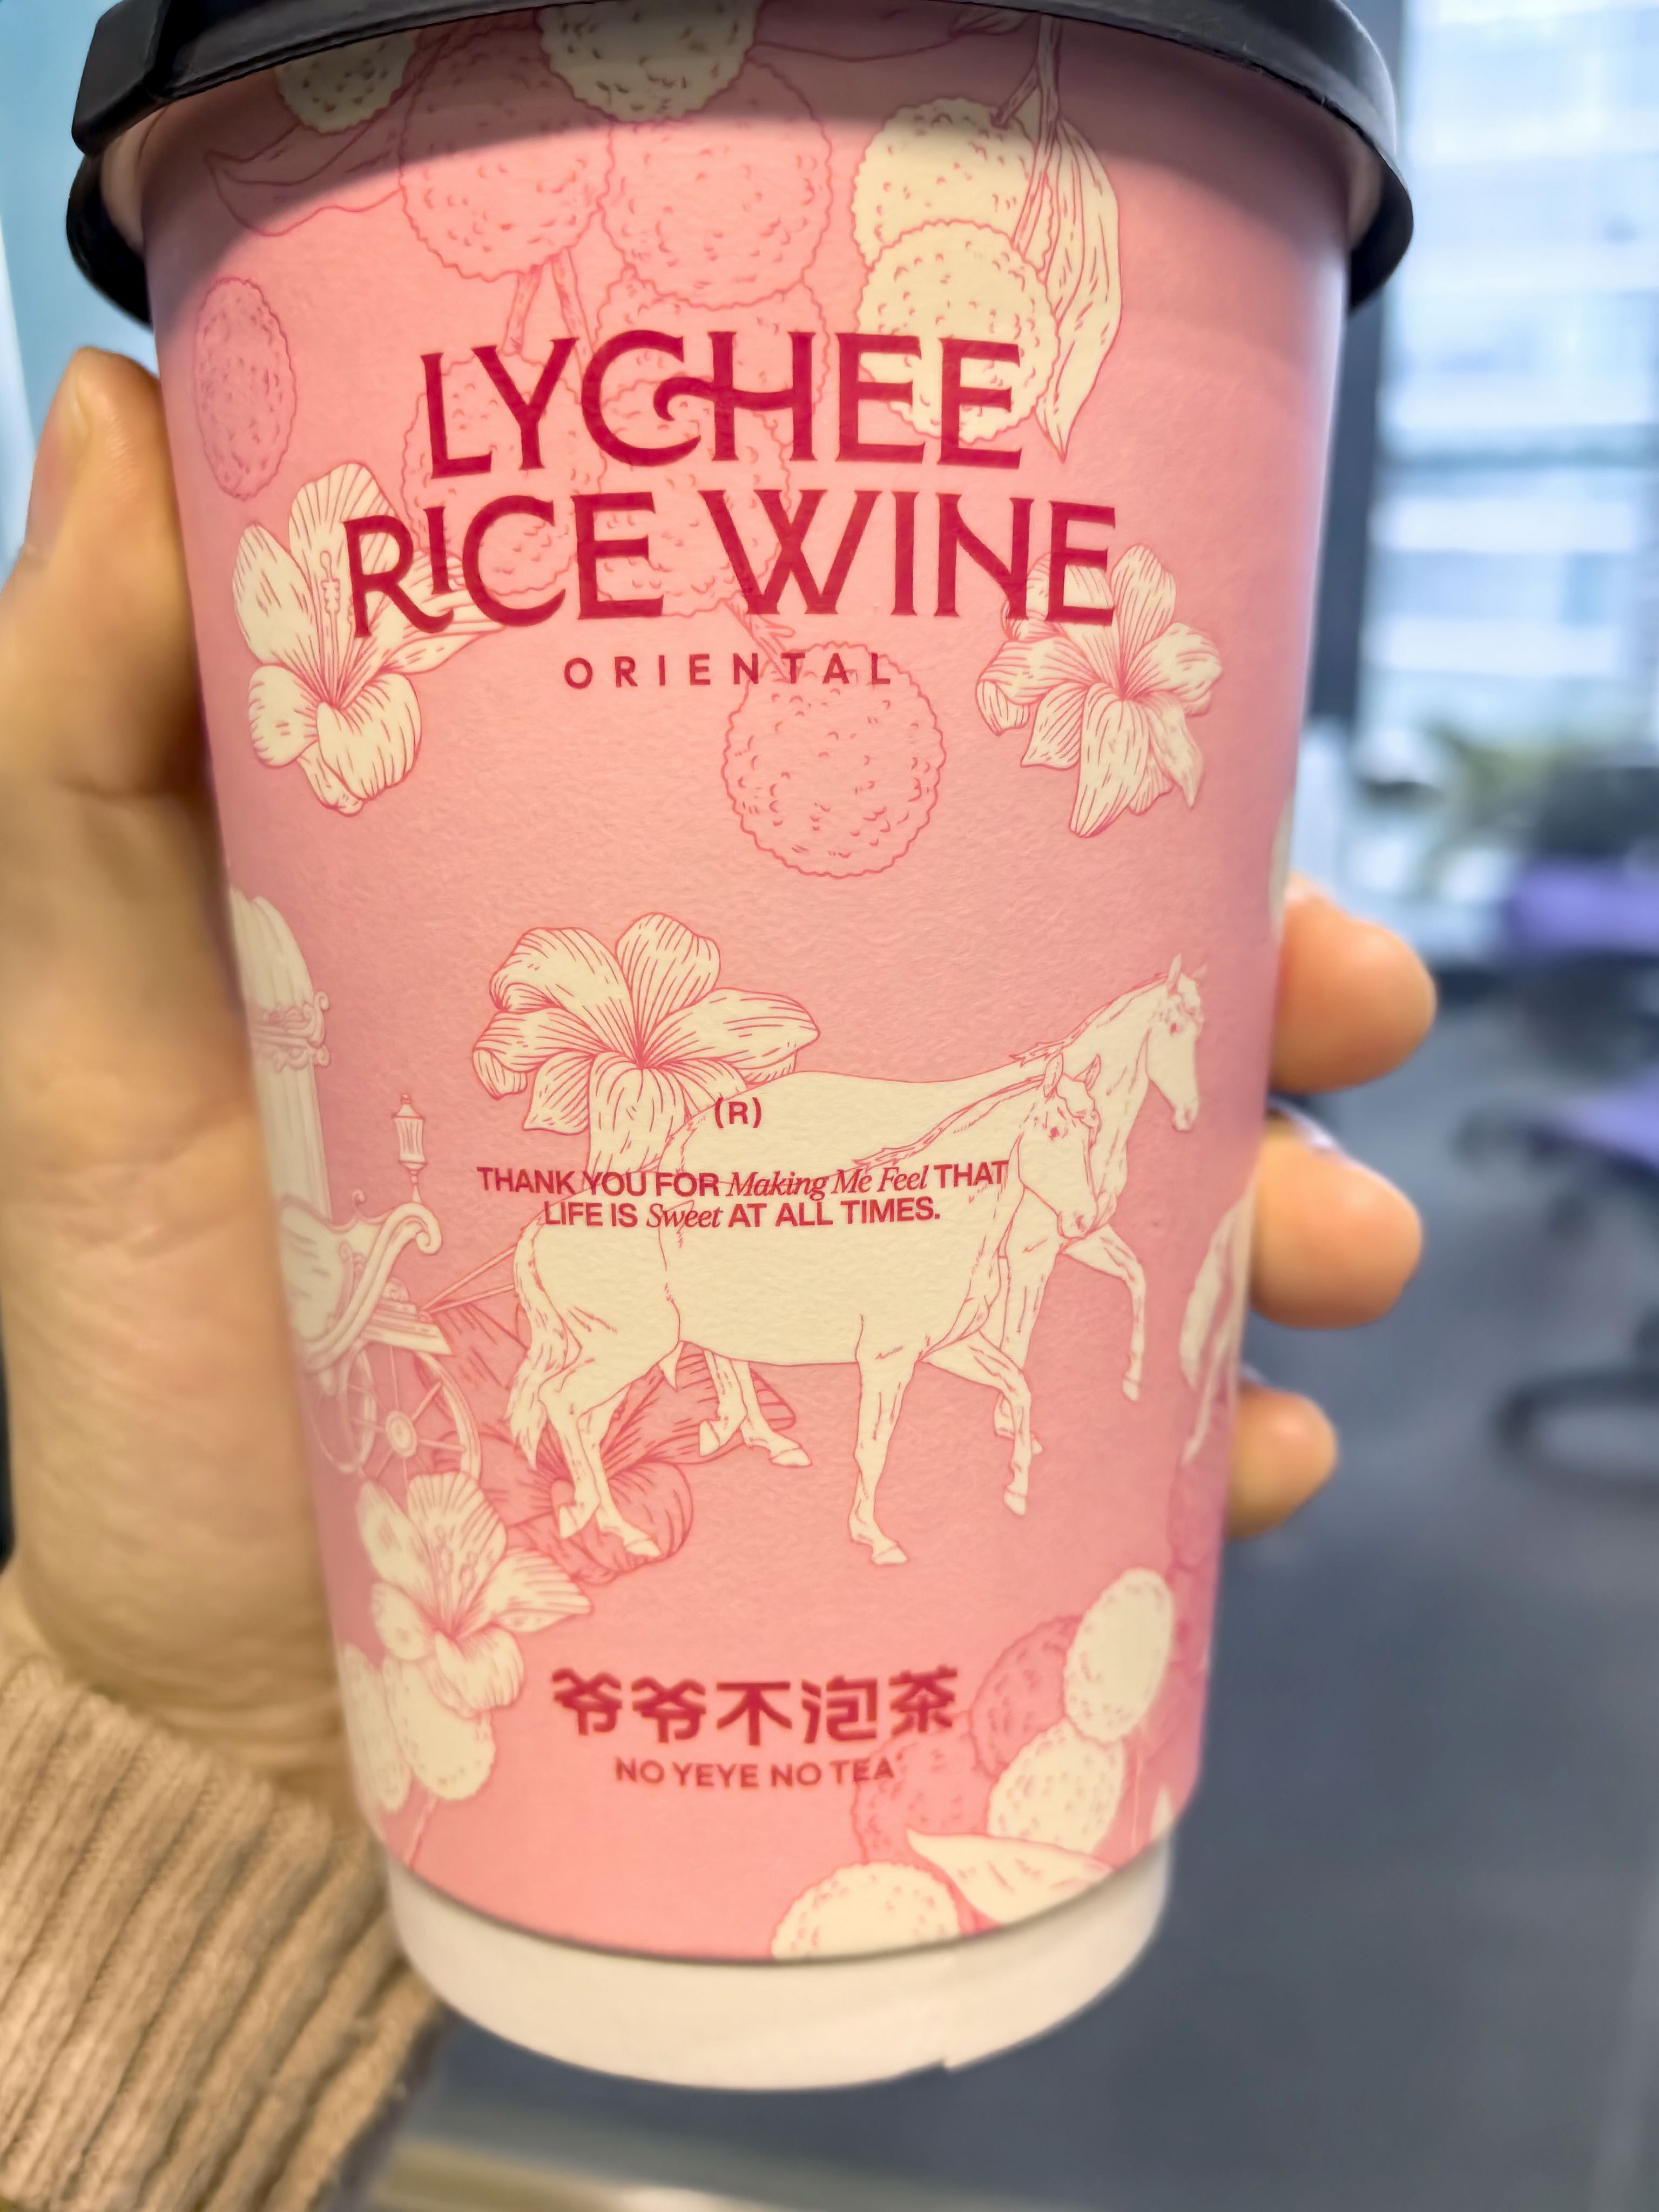 LYCHEE
RICE WINE
ORIENTAL
(R)
THANK YOU FOR Making Me Feel THAT
LIFE IS Sweet AT ALL TIMES.
爷爷不泡茶
NO YEYE NO TEA